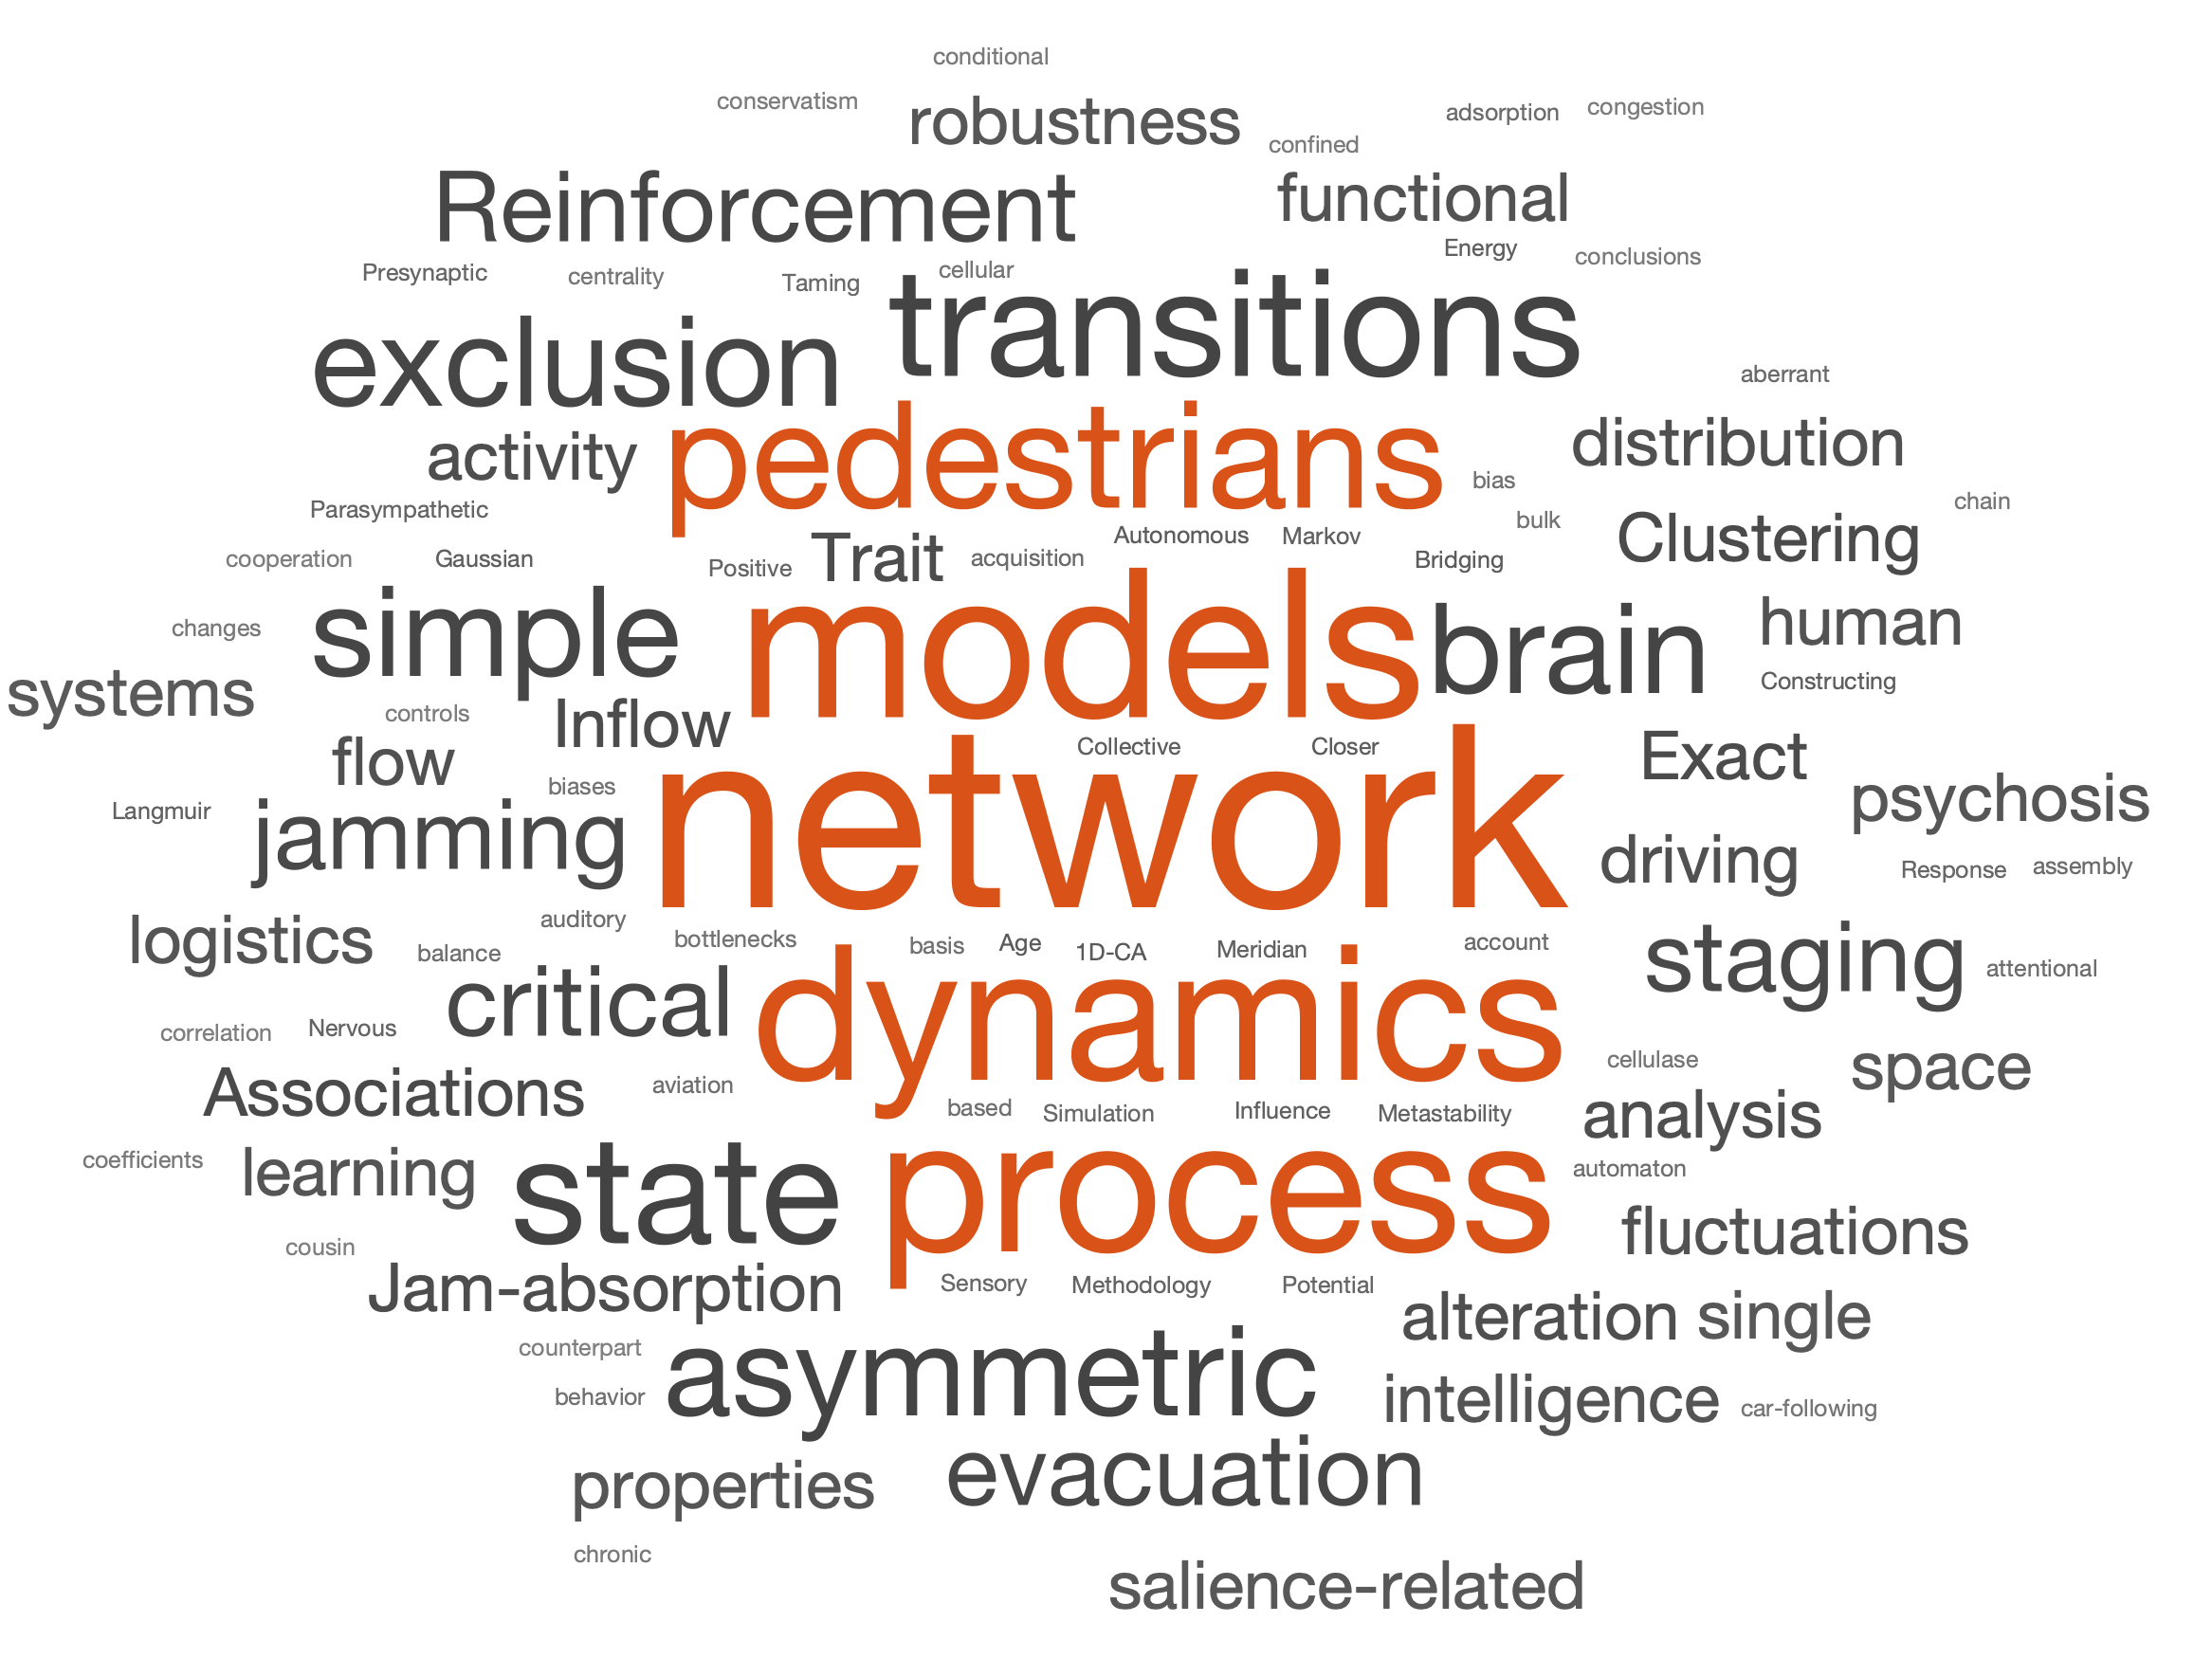 conditional
conservatism
robustness
adsorption
congestion
confined
Reinforcement
functional
Energy
conclusions
Presynaptic
centrality
Taming
cellular
transitions
exclusion
aberrant
activity
pedestrians
distribution
bias
chain
Parasympathetic
bulk
Clustering
cooperation
Gaussian
Positive
Trait
acquisition
Autonomous
Markov
Bridging
changes
simple
models
brain
human
Constructing
systems
controls
Inflow
flow
Collective
Closer
Exact
biases
psychosis
Langmuir
jamming
network
driving
Response
assembly
logistics
auditory
balance
bottlenecks
basis
Age
1D-CA
Meridian
account
staging
attentional
critical
dynamics
correlation
Nervous
cellulase
space
Associations
aviation
based
Simulation
Influence
Metastability
analysis
coefficients
learning
state
process
automaton
cousin
fluctuations
Jam-absorption
Sensory
Methodology
Potential
alteration
single
counterpart
asymmetric
behavior
intelligence
car-following
properties
evacuation
chronic
salience-related